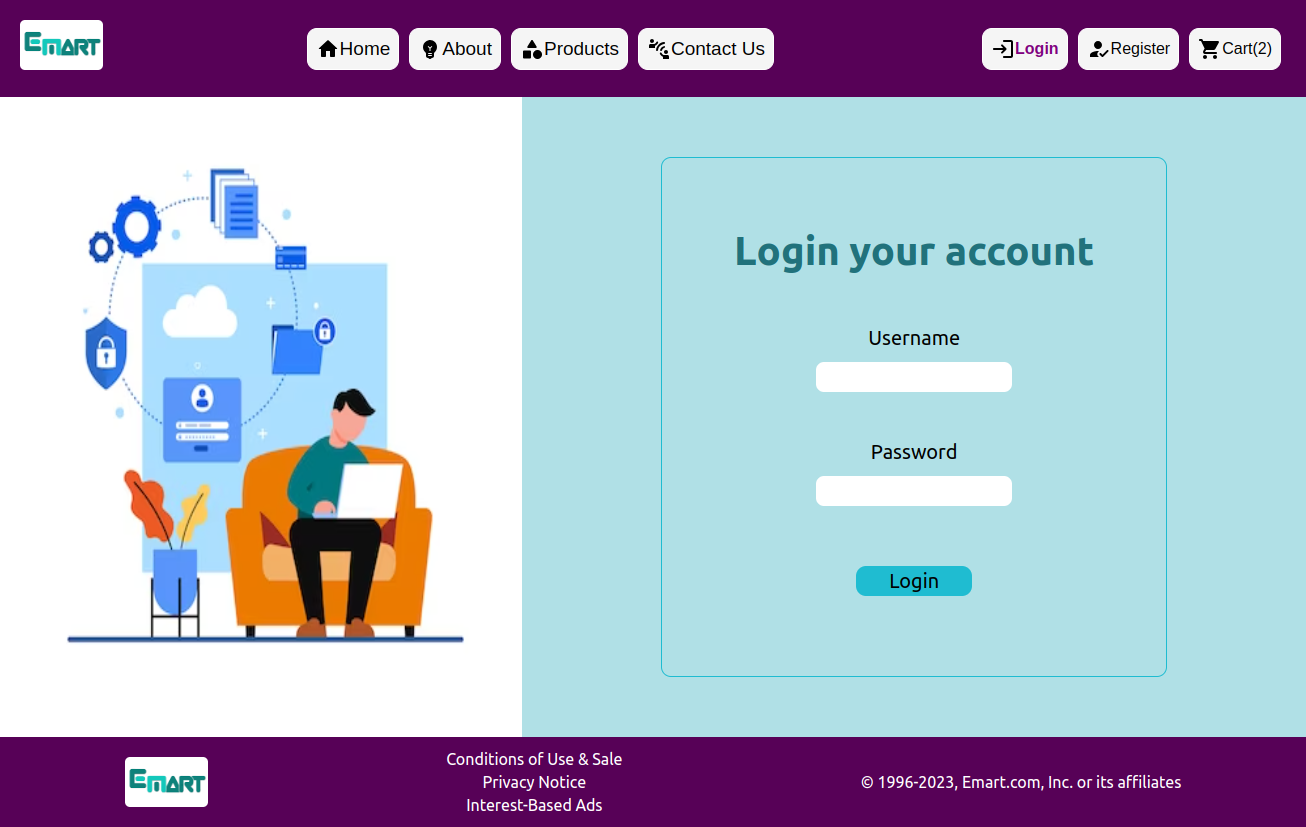 EMART
Home
About
Products
Contact Us
Login
Register
Cart(2)
Login your account
Username
Password
Login
EMART
Conditions of Use & Sale
Privacy Notice
Interest-Based Ads
© 1996-2023, Emart.com, Inc. or its affiliates